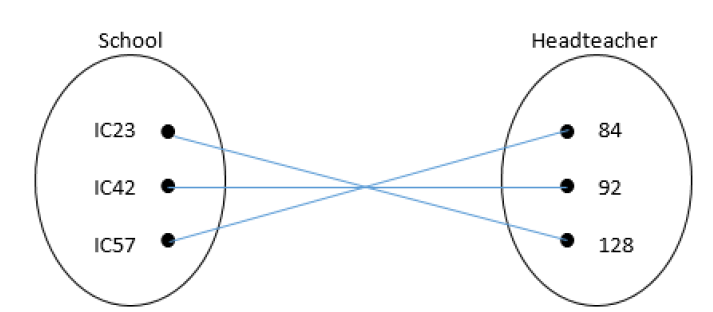 School
Headteacher
IC23
84
IC42
92
IC57
128